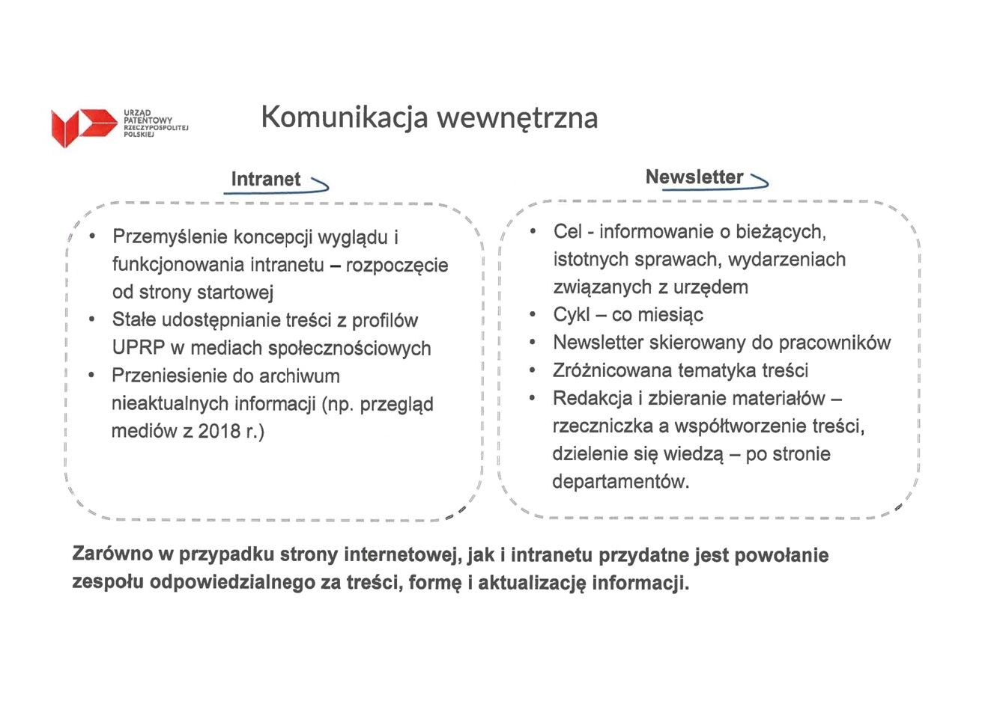 URZĄD
PATENTOWY
RZECZYPOSPOLITEJ
POLSKIEJ
Komunikacja wewnętrzna
Intranet
• Przemyślenie koncepcji wyglądu i
funkcjonowania intranetu – rozpoczęcie
od strony startowej
• Stałe udostępnianie treści z profilów
UPRP w mediach społecznościowych
• Przeniesienie do archiwum
nieaktualnych informacji (np. przegląd
mediów z 2018 r.)
Newsletter
• Cel - informowanie o bieżących,
istotnych sprawach, wydarzeniach
związanych z urzędem
• Cykl – co miesiąc
• Newsletter skierowany do pracowników
• Zróżnicowana tematyka treści
• Redakcja i zbieranie materiałów –
rzeczniczka a współtworzenie treści,
dzielenie się wiedzą – po stronie
departamentów.
Zarówno w przypadku strony internetowej, jak i intranetu przydatne jest powołanie
zespołu odpowiedzialnego za treści, formę i aktualizację informacji.